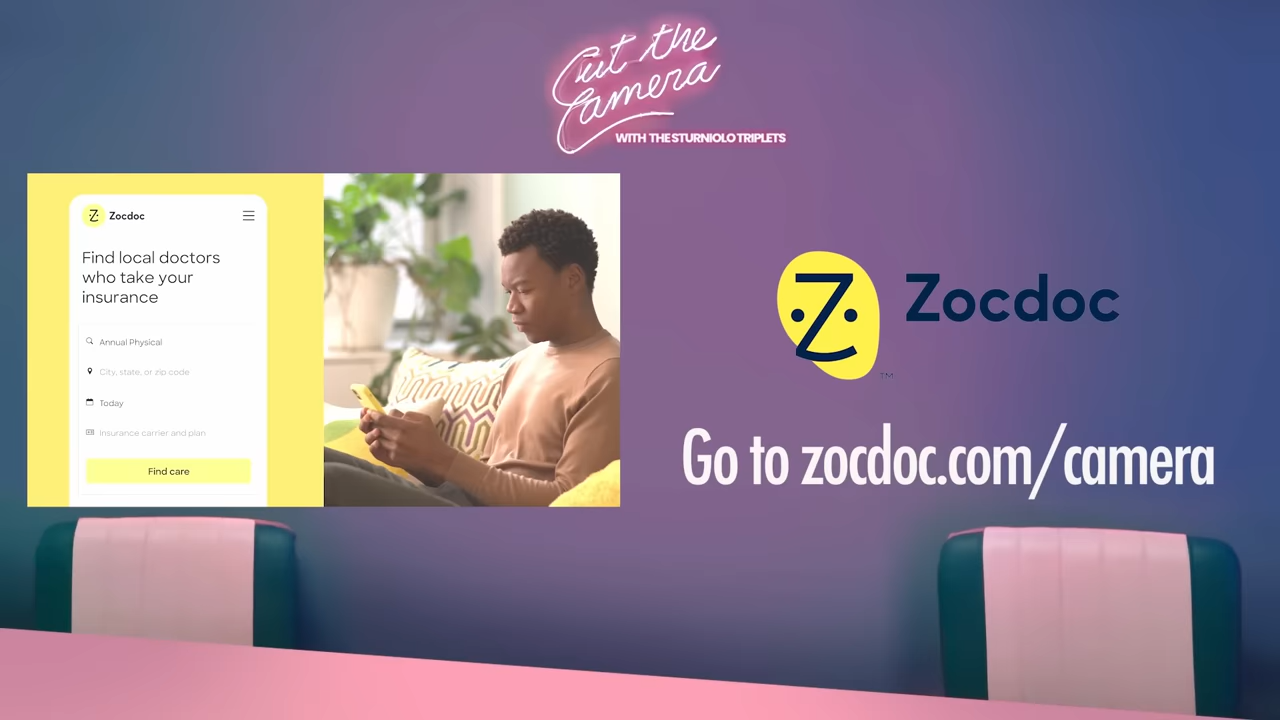 Cut the
Camera
WITH THE STURNIOLO TRIPLETS
Zocdoc
Find local doctors
who take your
insurance
Annual Physical
City, state, or zip code
Today
Insurance carrier and plan
Find care
Zocdoc
TM
Go to zocdoc.com/camera